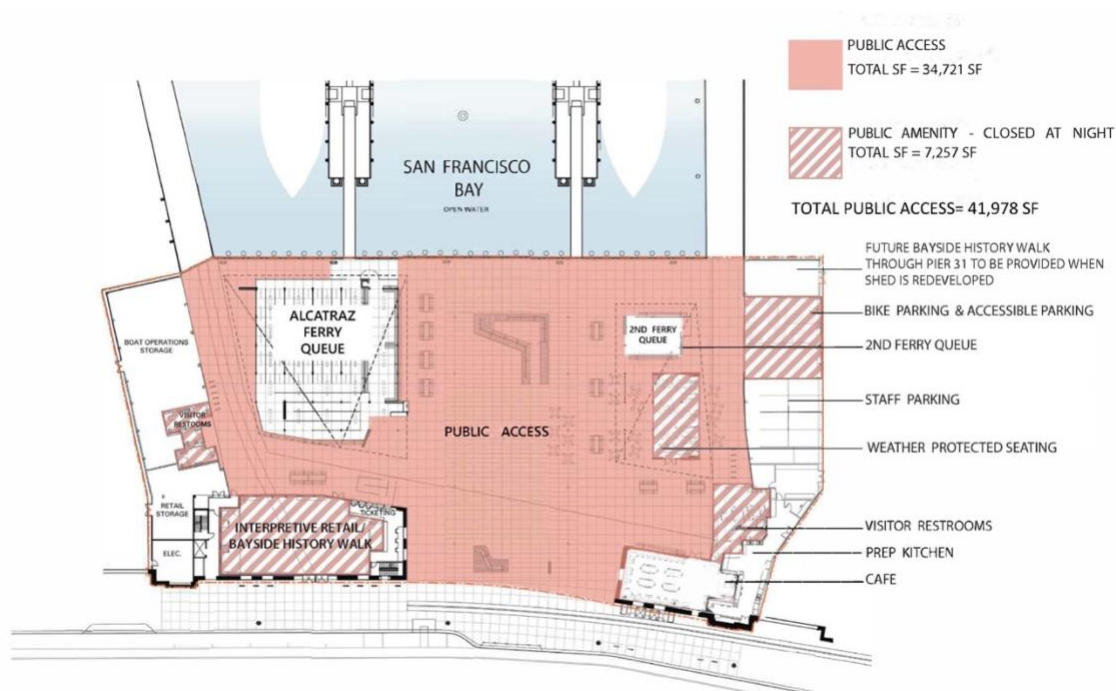 PUBLIC ACCESS
TOTAL SF = 34,721 SF
PUBLIC AMENITY - CLOSED AT NIGHT
TOTAL SF = 7,257 SF
TOTAL PUBLIC ACCESS= 41,978 SF
SAN FRANCISCO
BAY
OPEN WATER
FUTURE BAYSIDE HISTORY WALK
THROUGH PIER 31 TO BE PROVIDED WHEN
SHED IS REDEVELOPED
BIKE PARKING & ACCESSIBLE PARKING
2ND FERRY QUEUE
STAFF PARKING
WEATHER PROTECTED SEATING
VISITOR RESTROOMS
PREP KITCHEN
CAFE
ALCATRAZ
FERRY
QUEUE
2ND FERRY
QUEUE
BOAT OPERATIONS
STORAGE
VISITOR
RESTROOMS
PUBLIC ACCESS
RETAIL
STORAGE
TICKETING
INTERPRETIVE RETAIL/
BAYSIDE HISTORY WALK
ELEC.